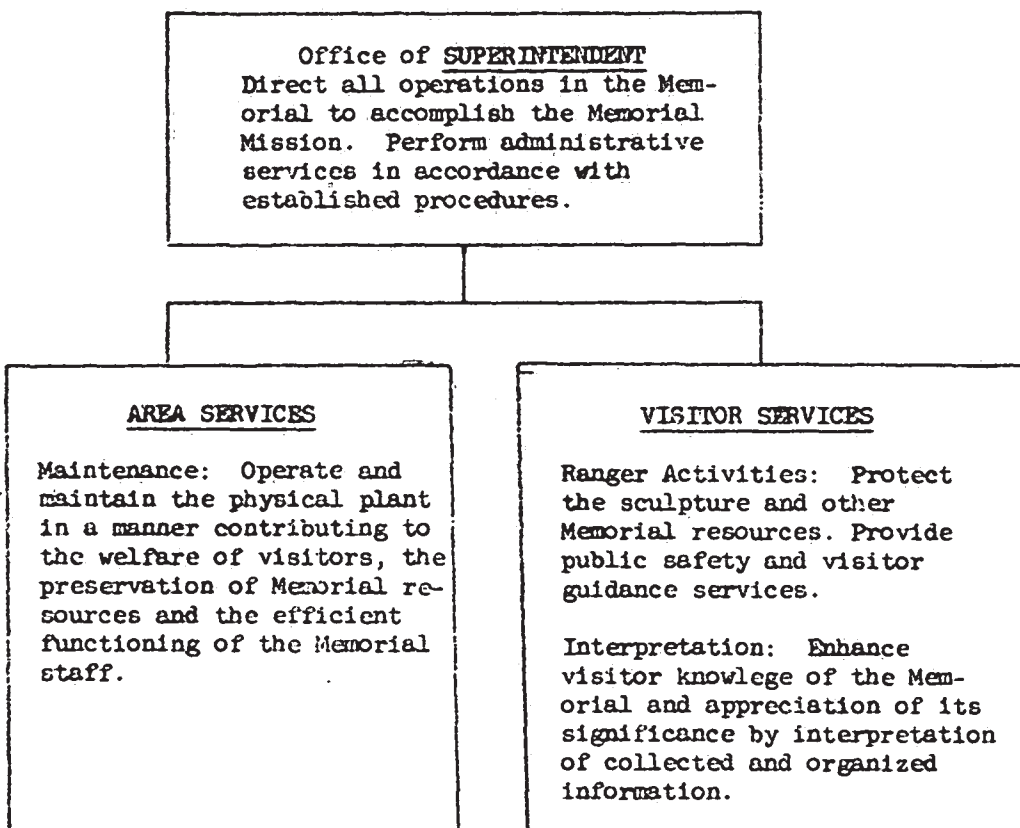 Office of SUPERINTENDENT
Direct all operations in the Mem-
orial to accomplish the Memorial
Mission. Perform administrative
services in accordance with
established procedures.
AREA SERVICES
Maintenance: Operate and
maintain the physical plant
in a manner contributing to
the welfare of visitors, the
preservation of Memorial re-
sources and the efficient
functioning of the Memorial
staff.
VISITOR SERVICES
Ranger Activities: Protect
the sculpture and other
Memorial resources. Provide
public safety and visitor
guidance services.
Interpretation: Enhance
visitor knowlege of the Mem-
orial and appreciation of its
significance by interpretation
of collected and organized
information.